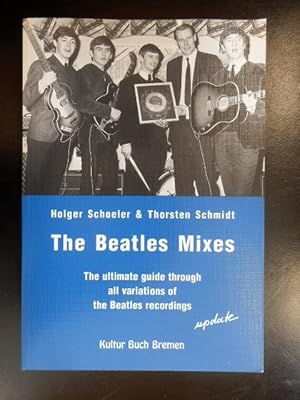 Holger Schoeler & Thorsten Schmidt
The Beatles Mixes
The ultimate guide through
all variations of
the Beatles recordings
update
Kultur Buch Bremen